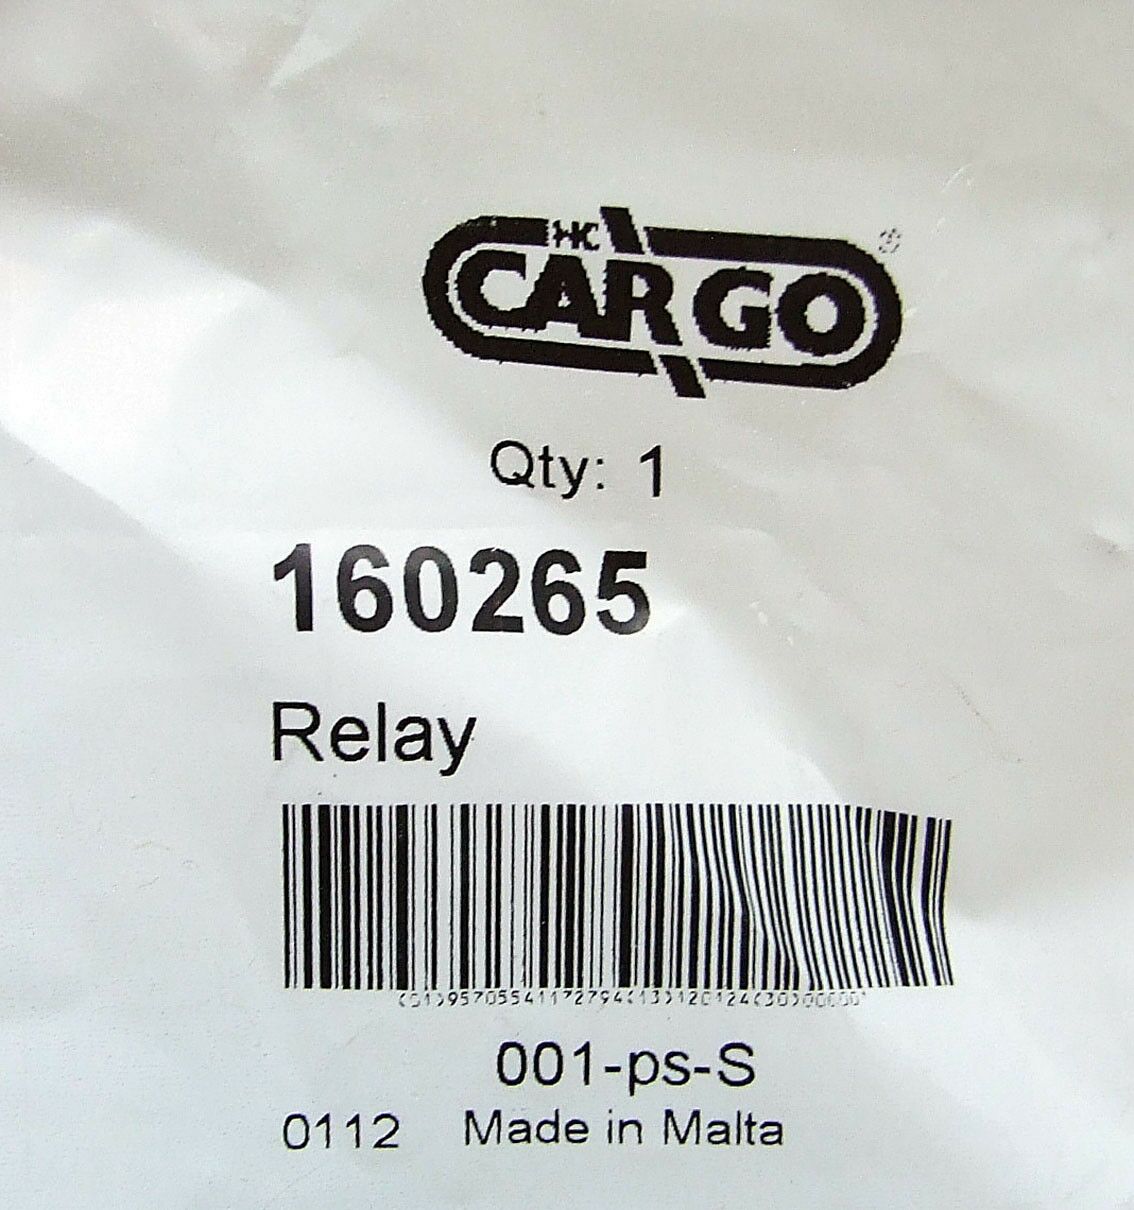 HC
CARGO®
Qty: 1
160265
Relay
001-ps-S
0112 Made in Malta